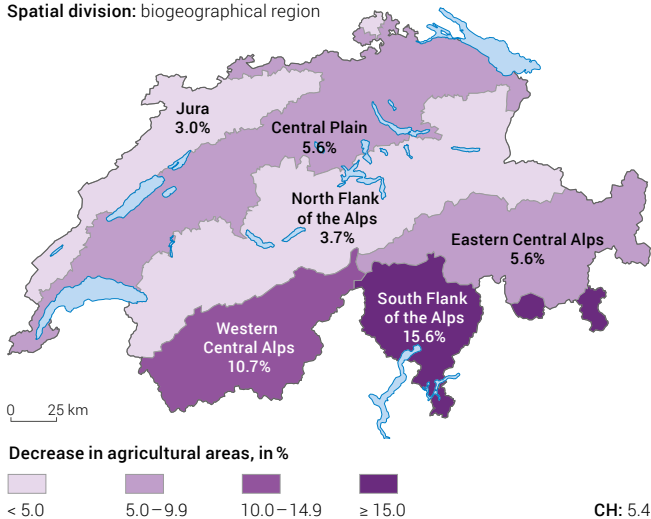 Spatial division: biogeographical region
Jura
3.0%
Central Plain
5.6%
North Flank
of the Alps
3.7%
Eastern Central Alps
5.6%
South Flank
of the Alps
15.6%
Western
Central Alps
10.7%
0 25 km
Decrease in agricultural areas, in %
< 5.0 5.0–9.9 10.0–14.9 ≥ 15.0 CH: 5.4